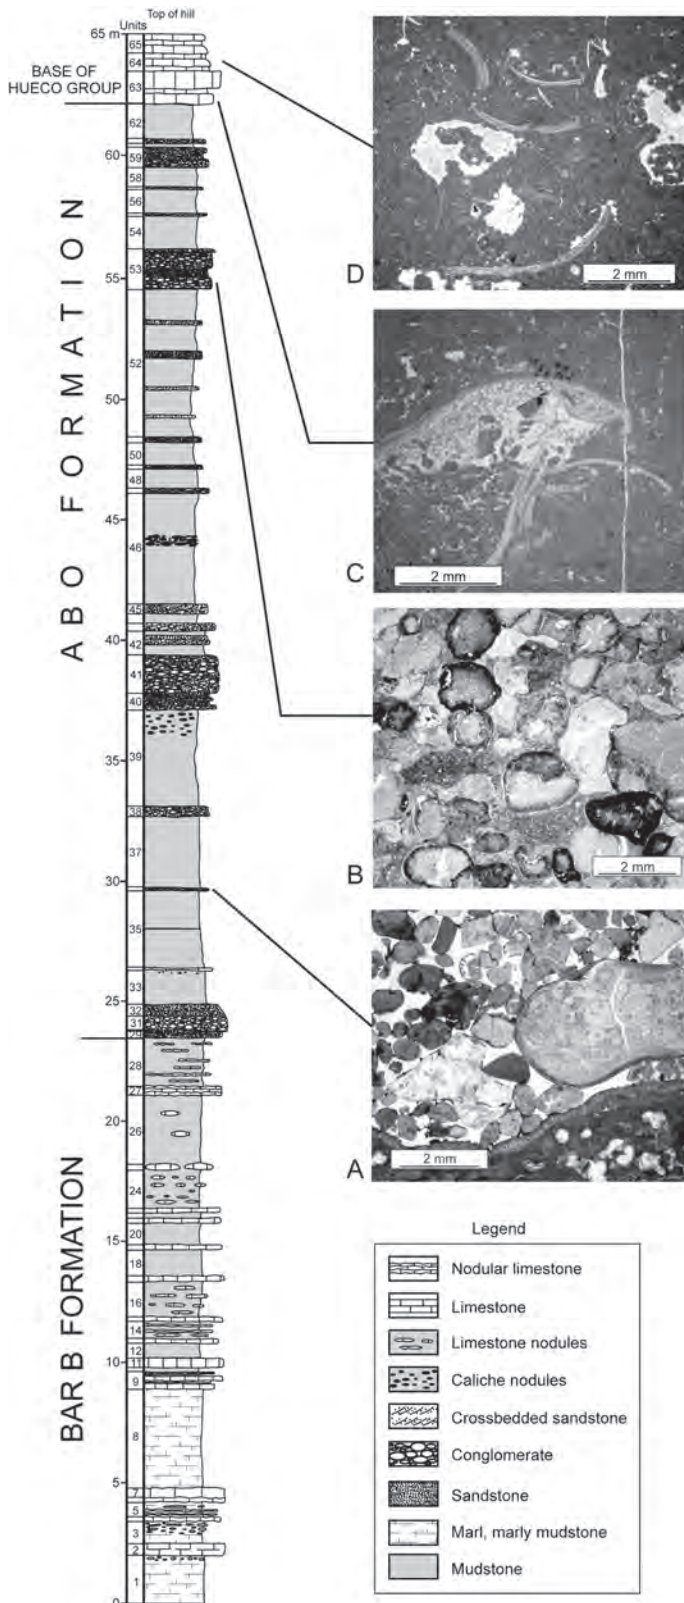 Top of hill
Units
65 m
65
64
BASE OF
HUECO GROUP
63
62
60
59
58
56
54
55
53
52
50
50
48
45
46
45
42
40
41
40
39
35
38
37
30
35
33
25
32
31
29
28
27
20
26
24
20
15
18
16
14
12
10
11
9
8
5
7
5
3
2
1
0
ABO FORMATION
BAR B FORMATION
D
2 mm
C
2 mm
B
2 mm
A
2 mm
Legend
Nodular limestone
Limestone
Limestone nodules
Caliche nodules
Crossbedded sandstone
Conglomerate
Sandstone
Marl, marly mudstone
Mudstone